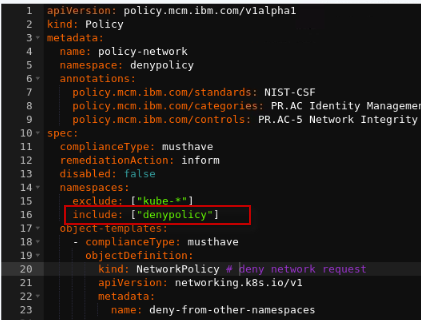 1 apiVersion: policy.mcm.ibm.com/v1alpha1
2 kind: Policy
3 metadata:
4 name: policy-network
5 namespace: denypolicy
6 annotations:
7 policy.mcm.ibm.com/standards: NIST-CSF
8 policy.mcm.ibm.com/categories: PR.AC Identity Managemen
9 policy.mcm.ibm.com/controls: PR.AC-5 Network Integrity
10 spec:
11 complianceType: musthave
12 remediationAction: inform
13 disabled: false
14 namespaces:
15 exclude: ["kube-*"]
16 include: ["denypolicy"]
17 object-templates:
18 - complianceType: musthave
19 objectDefinition:
20 kind: NetworkPolicy # deny network request
21 apiVersion: networking.k8s.io/v1
22 metadata:
23 name: deny-from-other-namespaces